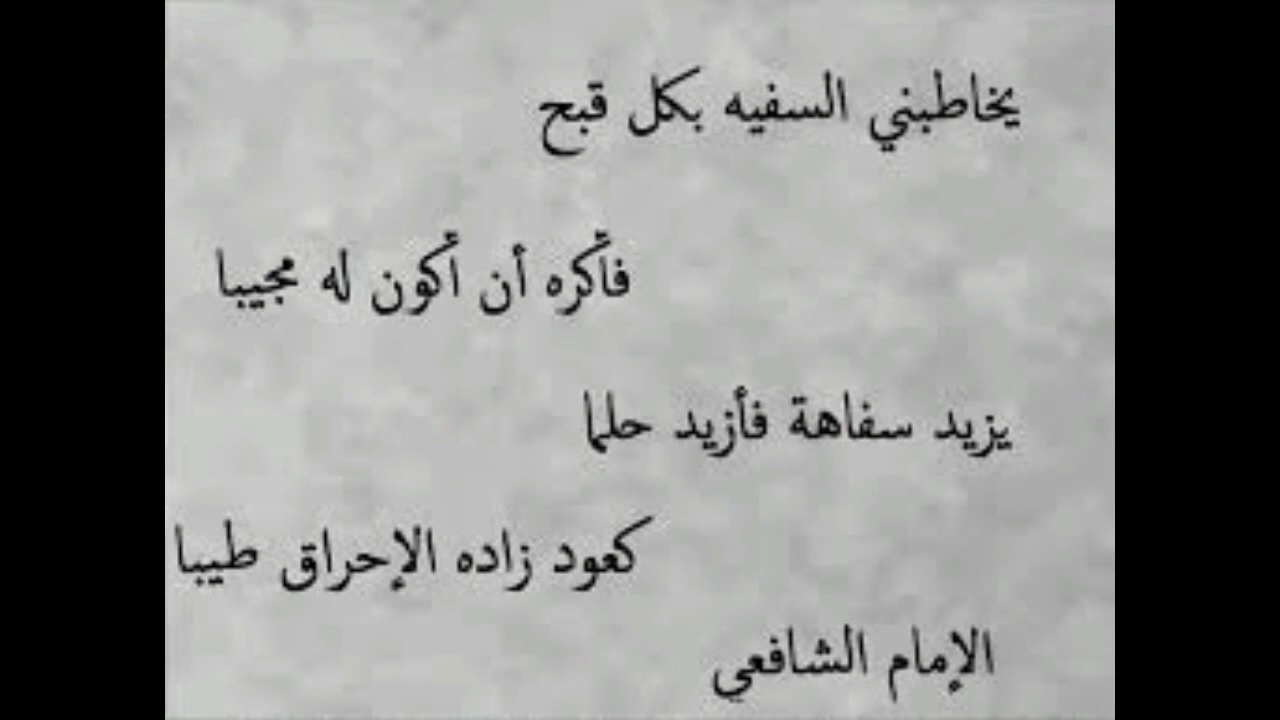 يخاطبني السفيه بكل قبح
فأكره أن أكون له مجيبا
يزيد سفاهة فأزيد حلما
كعود زاده الإحراق طيبا
الإمام الشافعي